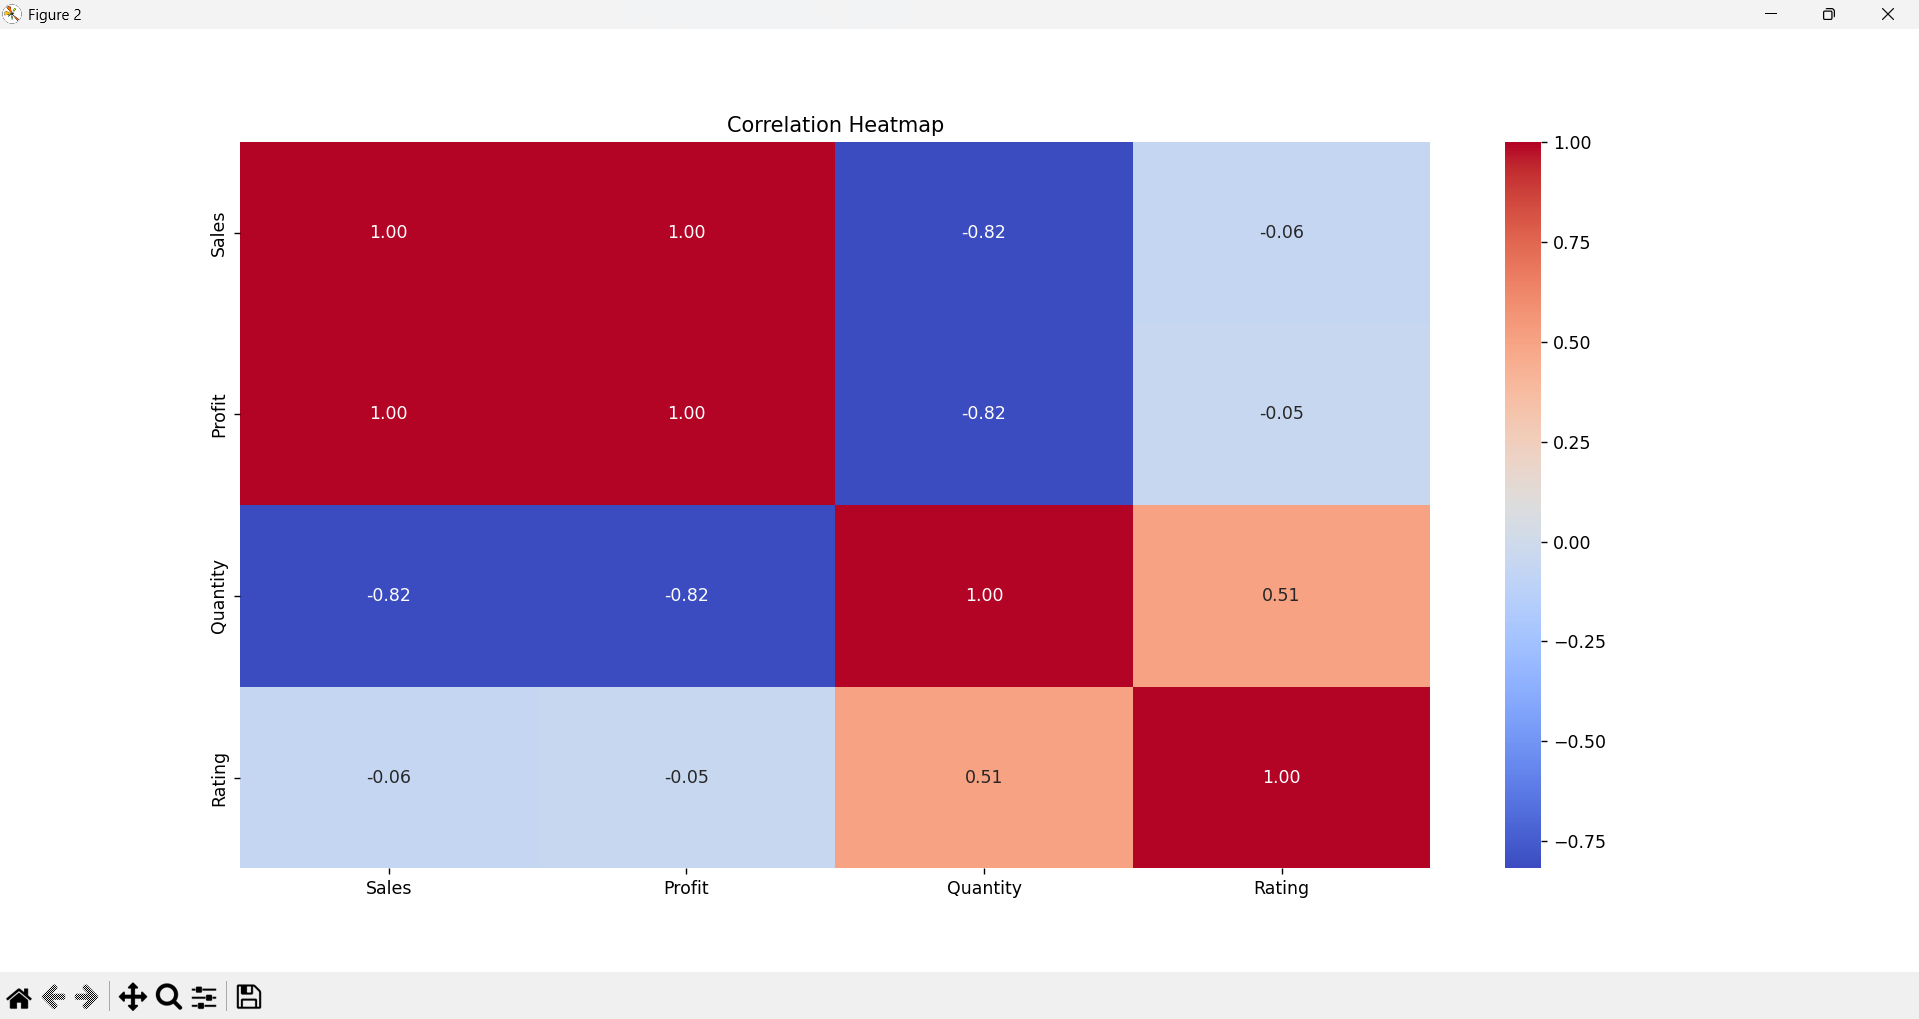 Figure 2
Correlation Heatmap
1.00
Sales 1.00 1.00 -0.82 -0.06
0.75
0.50
Profit 1.00 1.00 -0.82 -0.05
0.25
0.00
Quantity -0.82 -0.82 1.00 0.51
−0.25
−0.50
Rating -0.06 -0.05 0.51 1.00
−0.75
Sales Profit Quantity Rating